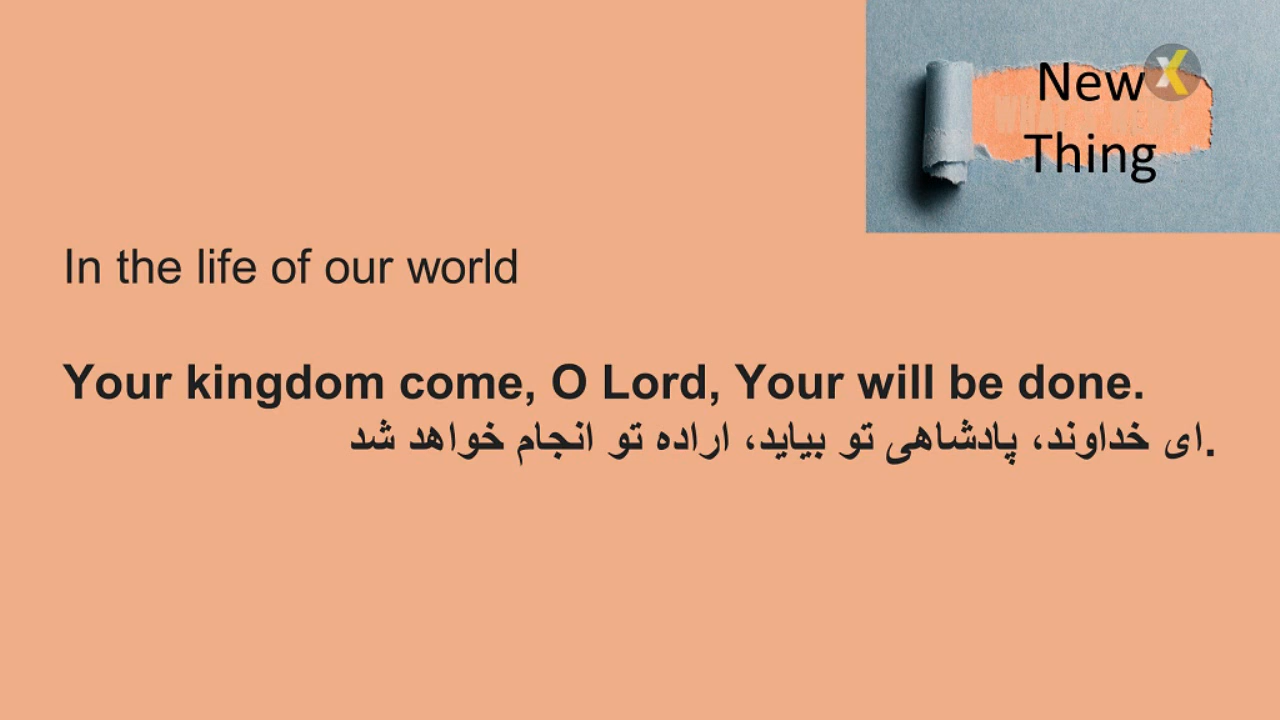 New
Thing
In the life of our world
Your kingdom come, O Lord, Your will be done.
ای خداوند، پادشاهی تو بیاید، اراده تو انجام خواهد شد.